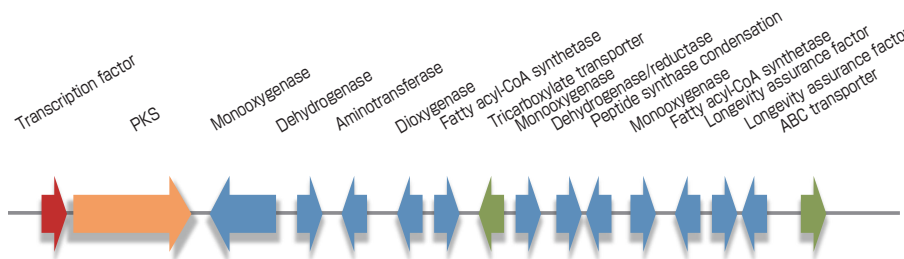 Transcription factor
PKS
Monooxygenase
Dehydrogenase
Aminotransferase
Dioxygenase
Fatty acyl-CoA synthetase
Tricarboxylate transporter
Monooxygenase
Dehydrogenase/reductase
Peptide synthase condensation
Monooxygenase
Fatty acyl-CoA synthetase
Longevity assurance factor
Longevity assurance factor
ABC transporter